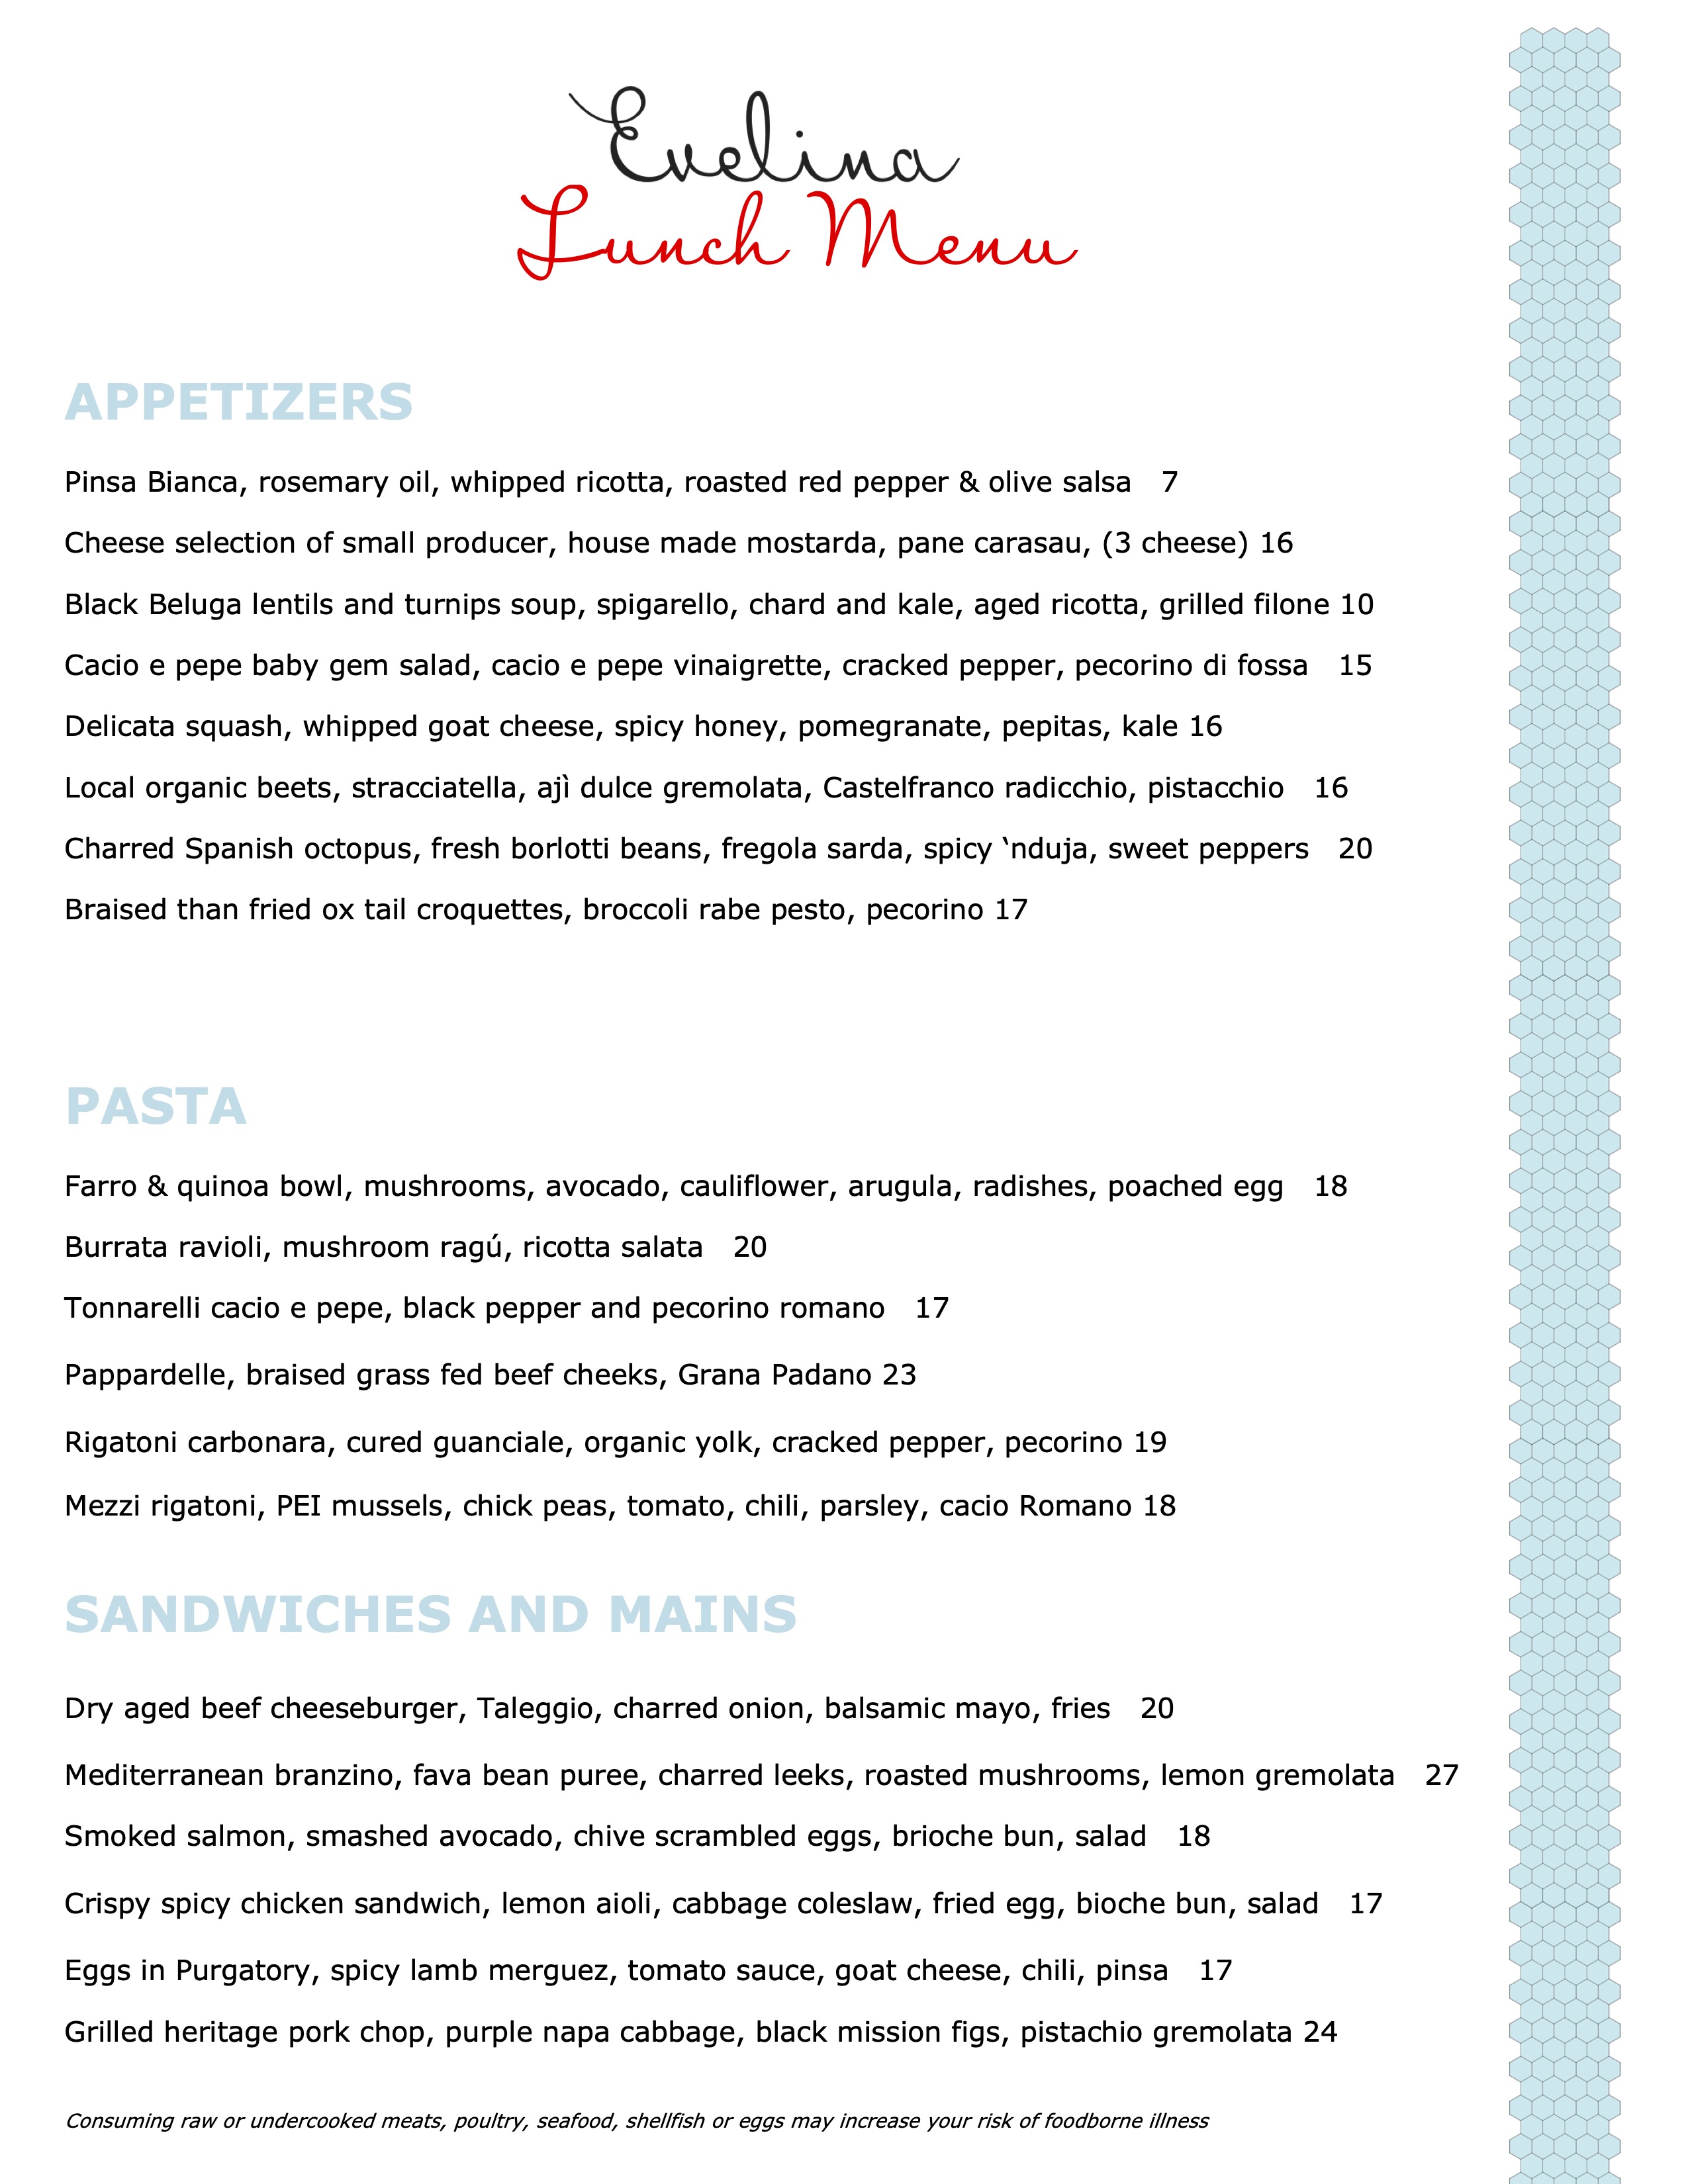 Evelina
Lunch Menu
APPETIZERS
Pinsa Bianca, rosemary oil, whipped ricotta, roasted red pepper & olive salsa 7
Cheese selection of small producer, house made mostarda, pane carasau, (3 cheese) 16
Black Beluga lentils and turnips soup, spigarello, chard and kale, aged ricotta, grilled filone 10
Cacio e pepe baby gem salad, cacio e pepe vinaigrette, cracked pepper, pecorino di fossa 15
Delicata squash, whipped goat cheese, spicy honey, pomegranate, pepitas, kale 16
Local organic beets, stracciatella, ajì dulce gremolata, Castelfranco radicchio, pistacchio 16
Charred Spanish octopus, fresh borlotti beans, fregola sarda, spicy ‘nduja, sweet peppers 20
Braised than fried ox tail croquettes, broccoli rabe pesto, pecorino 17
PASTA
Farro & quinoa bowl, mushrooms, avocado, cauliflower, arugula, radishes, poached egg 18
Burrata ravioli, mushroom ragú, ricotta salata 20
Tonnarelli cacio e pepe, black pepper and pecorino romano 17
Pappardelle, braised grass fed beef cheeks, Grana Padano 23
Rigatoni carbonara, cured guanciale, organic yolk, cracked pepper, pecorino 19
Mezzi rigatoni, PEI mussels, chick peas, tomato, chili, parsley, cacio Romano 18
SANDWICHES AND MAINS
Dry aged beef cheeseburger, Taleggio, charred onion, balsamic mayo, fries 20
Mediterranean branzino, fava bean puree, charred leeks, roasted mushrooms, lemon gremolata 27
Smoked salmon, smashed avocado, chive scrambled eggs, brioche bun, salad 18
Crispy spicy chicken sandwich, lemon aioli, cabbage coleslaw, fried egg, bioche bun, salad 17
Eggs in Purgatory, spicy lamb merguez, tomato sauce, goat cheese, chili, pinsa 17
Grilled heritage pork chop, purple napa cabbage, black mission figs, pistachio gremolata 24
Consuming raw or undercooked meats, poultry, seafood, shellfish or eggs may increase your risk of foodborne illness